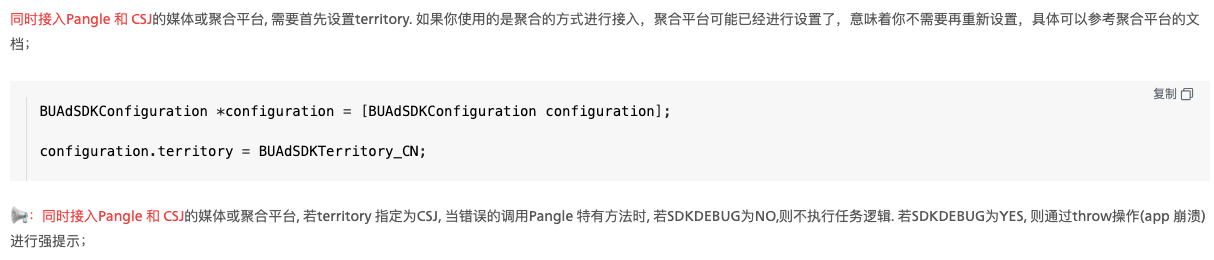 同时接入Pangle 和 CSJ的媒体或聚合平台, 需要首先设置territory. 如果你使用的是聚合的方式进行接入，聚合平台可能已经进行设置了，意味着你不需要再重新设置，具体可以参考聚合平台的文
档；
复制
BUAdSDKConfiguration *configuration = [BUAdSDKConfiguration configuration];
configuration.territory = BUAdSDKTerritory_CN;
📢：同时接入Pangle 和 CSJ的媒体或聚合平台, 若territory 指定为CSJ, 当错误的调用Pangle 特有方法时, 若SDKDEBUG为NO,则不执行任务逻辑. 若SDKDEBUG为YES, 则通过throw操作(app 崩溃)
进行强提示；